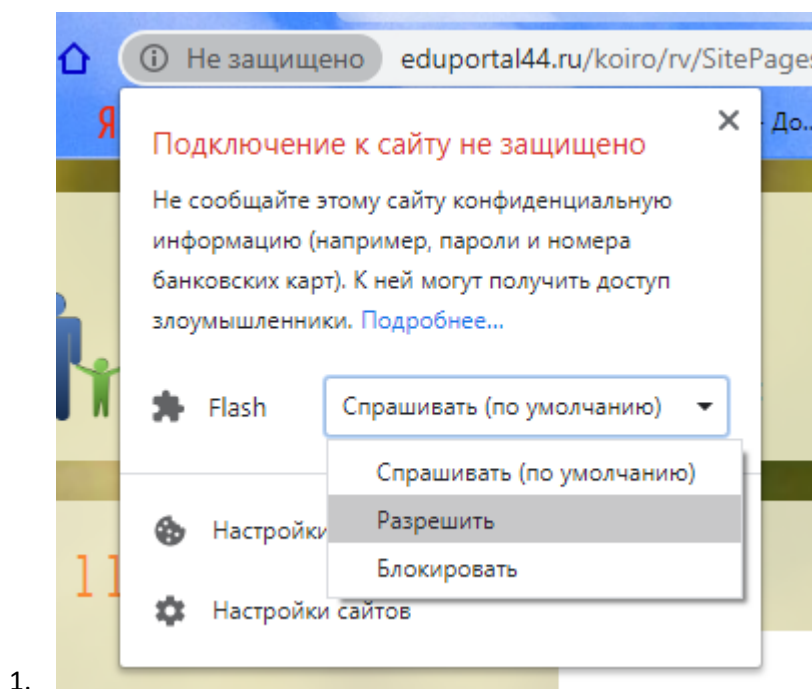 Не защищено eduportal44.ru/koiro/rv/SitePages
Я
До..
Подключение к сайту не защищено
Не сообщайте этому сайту конфиденциальную
информацию (например, пароли и номера
банковских карт). К ней могут получить доступ
злоумышленники. Подробнее...
Flash Спрашивать (по умолчанию)
Спрашивать (по умолчанию)
Разрешить
Блокировать
Настройки
Настройки сайтов
11
1.